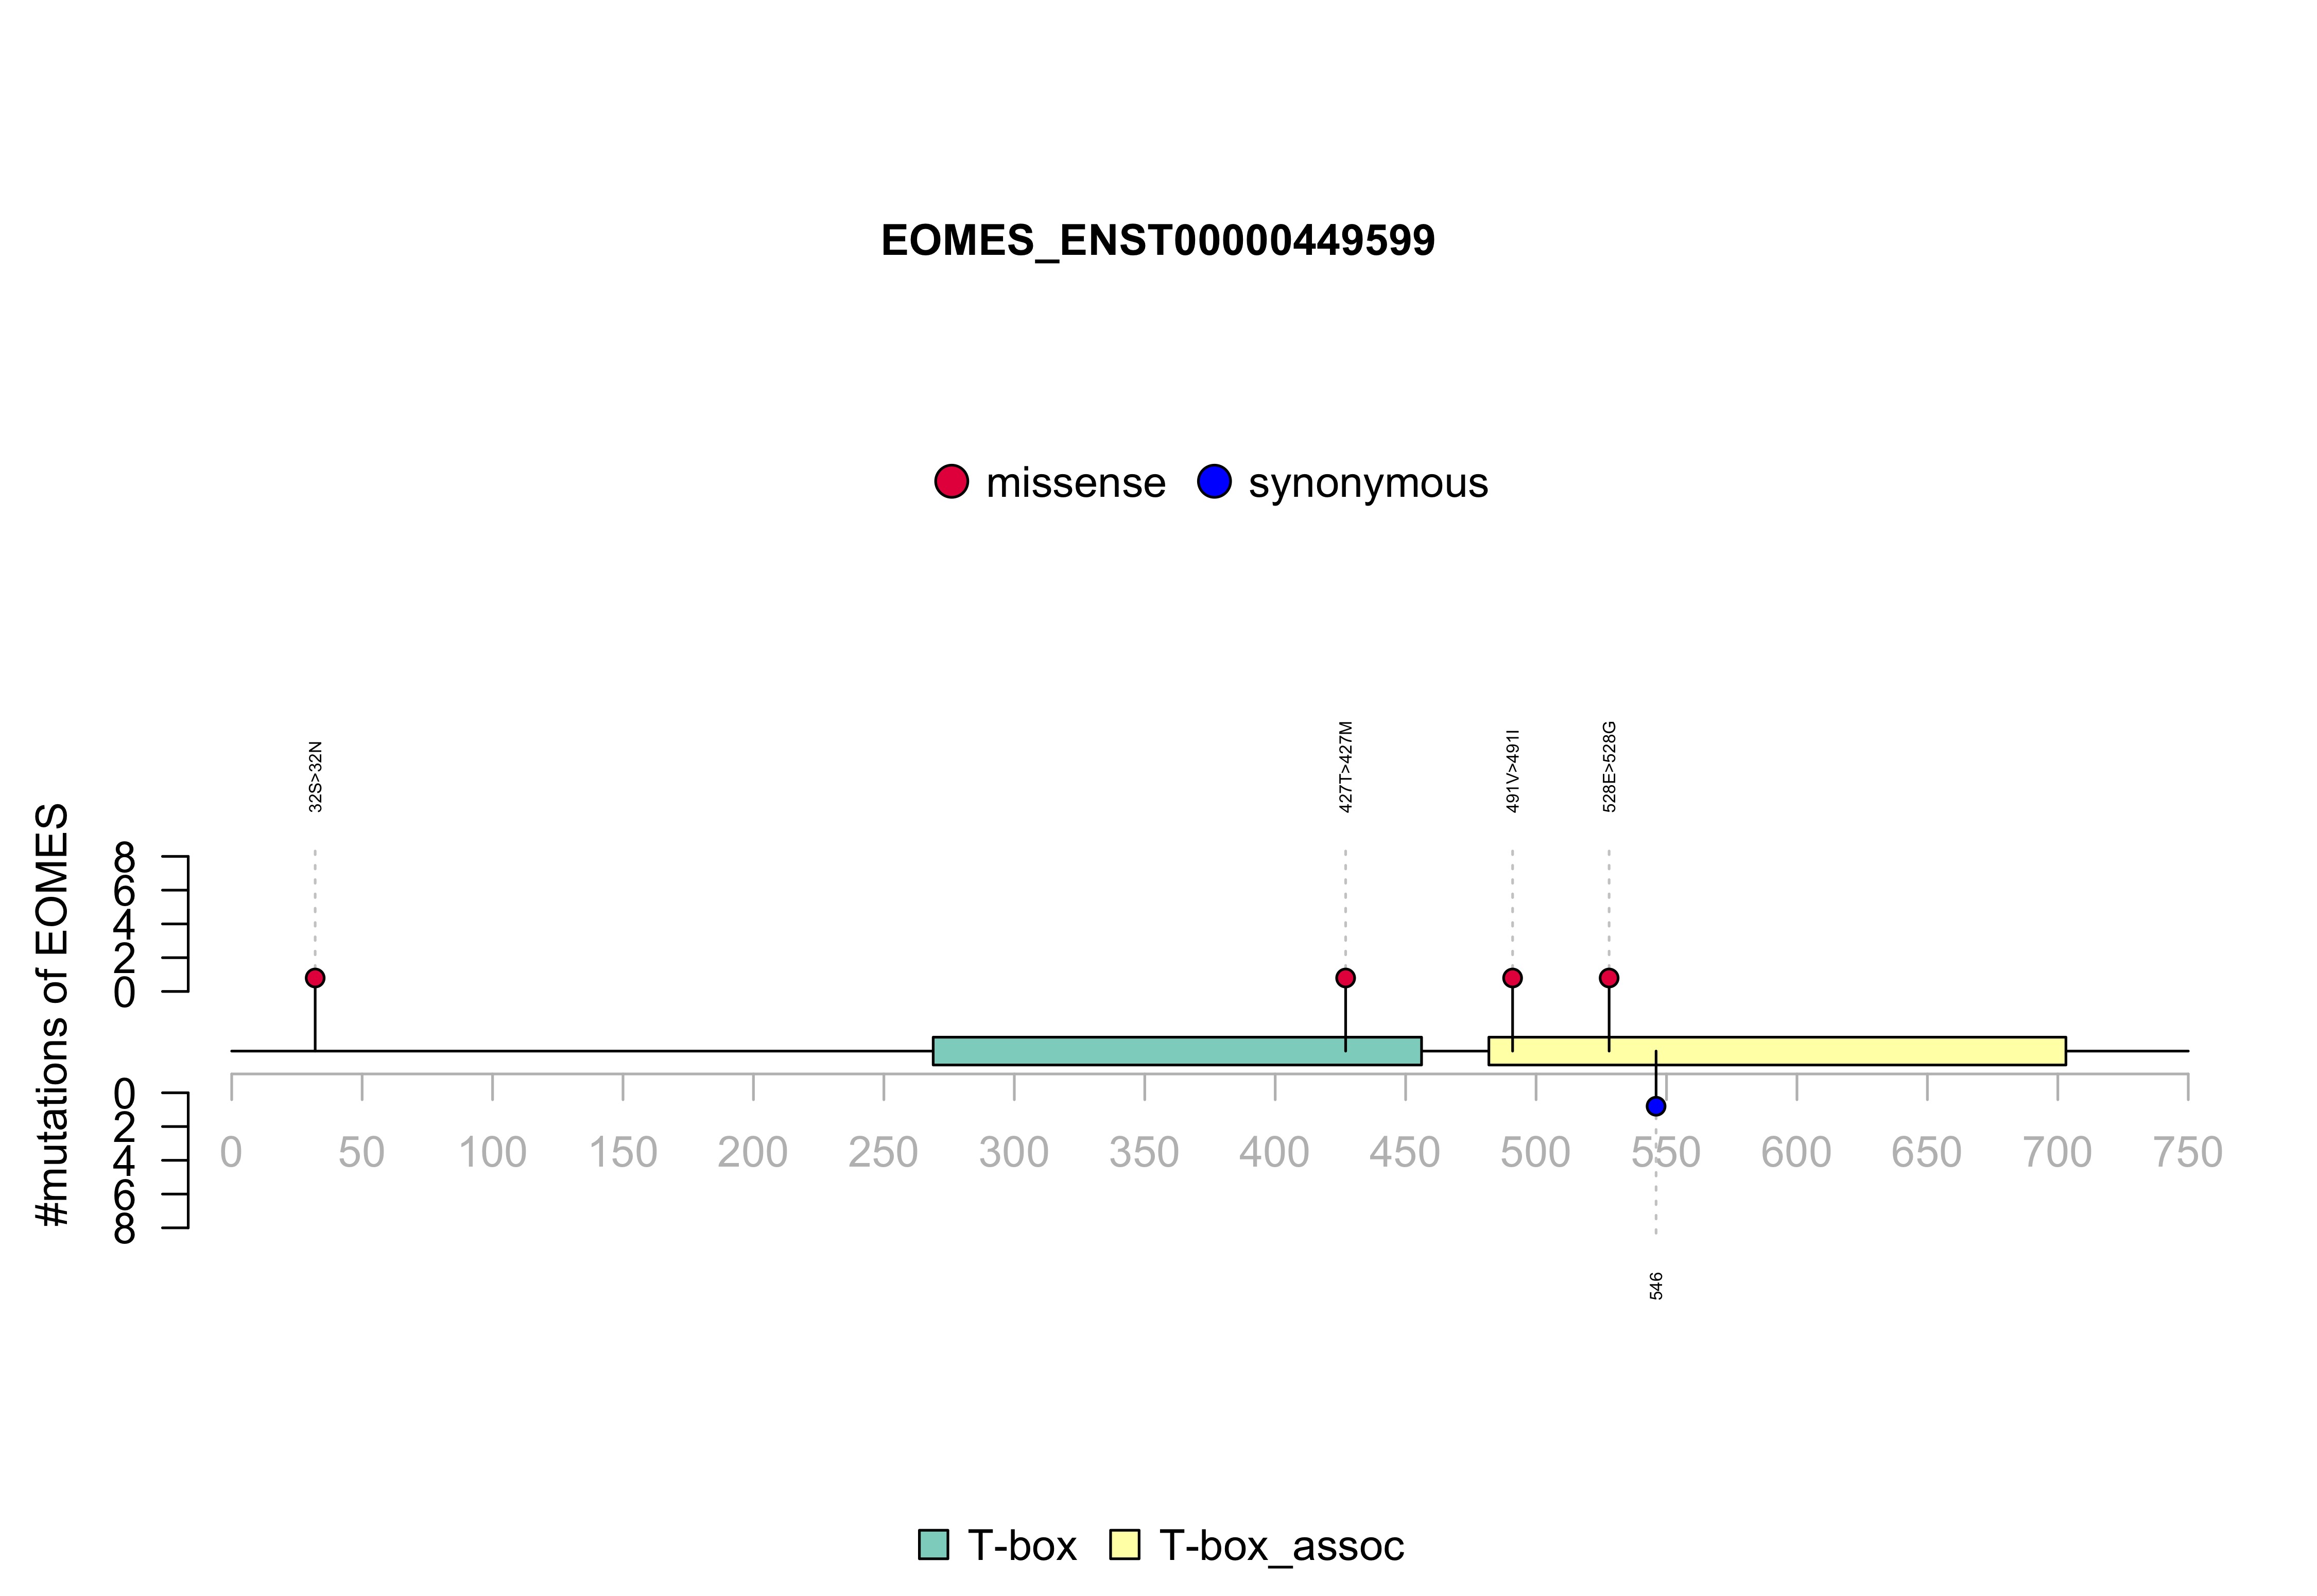 EOMES_ENST00000449599
missense synonymous
32S>32N 427T>427M 491V>491I 528E>528G
#mutations of EOMES
8
6
4
2
0
0
2
4
6
8
0 50 100 150 200 250 300 350 400 450 500 550 600 650 700 750
546
T-box T-box_assoc